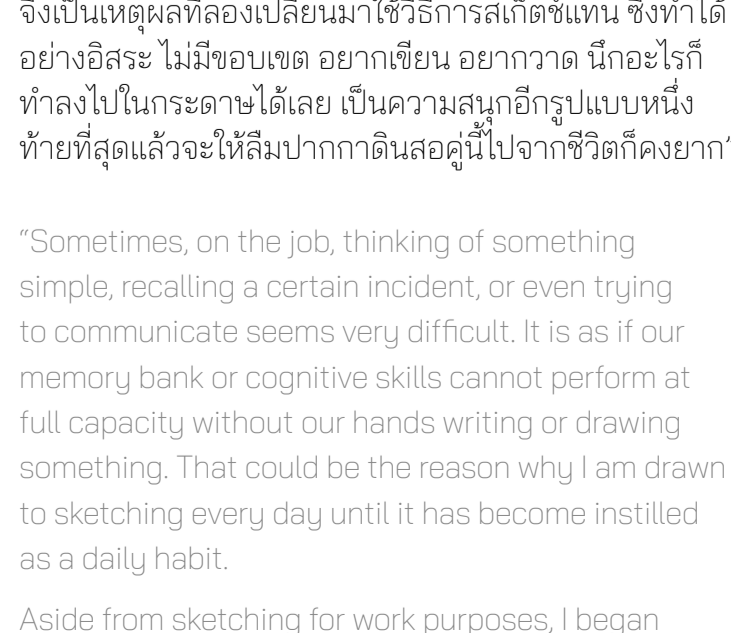 จึงเป็นเหตุผลที่ลองเปลี่ยนมาใช้วิธีการสเก็ตช์แทน ซึ่งทำได้
อย่างอิสระ ไม่มีขอบเขต อยากเขียน อยากวาด นึกอะไรก็
ทำลงไปในกระดาษได้เลย เป็นความสนุกอีกรูปแบบหนึ่ง
ท้ายที่สุดแล้วจะให้ลืมปากกาดินสอคู่นี้ไปจากชีวิตก็คงยาก’
“Sometimes, on the job, thinking of something
simple, recalling a certain incident, or even trying
to communicate seems very difficult. It is as if our
memory bank or cognitive skills cannot perform at
full capacity without our hands writing or drawing
something. That could be the reason why I am drawn
to sketching every day until it has become instilled
as a daily habit.
Aside from sketching for work purposes, I began